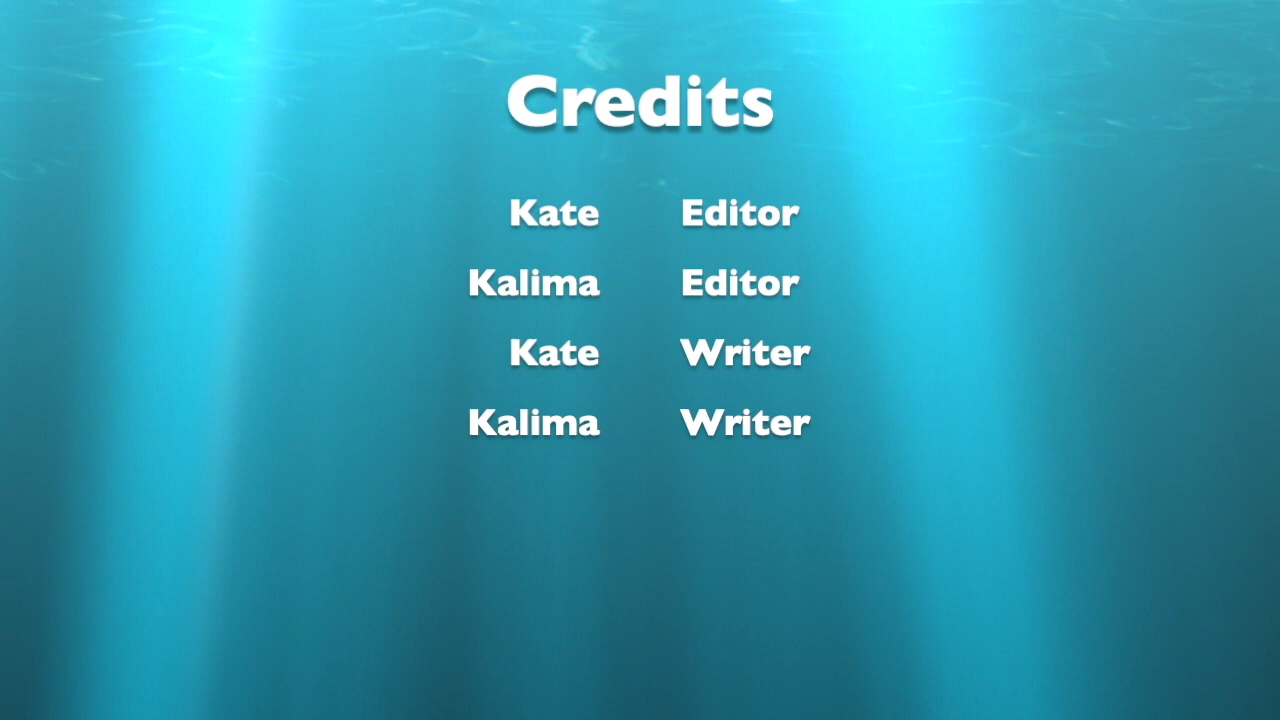 Credits
Kate Editor
Kalima Editor
Kate Writer
Kalima Writer